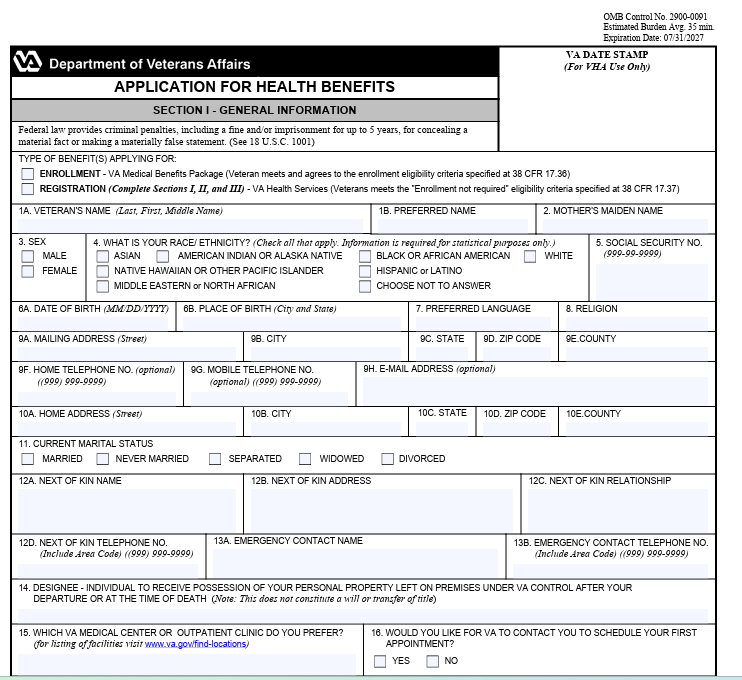 OMB Control No. 2900-0091
Estimated Burden Avg. 35 min.
Expiration Date: 07/31/2027
VA
Department of Veterans Affairs
VA DATE STAMP
(For VHA Use Only)
APPLICATION FOR HEALTH BENEFITS
SECTION I - GENERAL INFORMATION
Federal law provides criminal penalties, including a fine and/or imprisonment for up to 5 years, for concealing a
material fact or making a materially false statement. (See 18 U.S.C. 1001)
TYPE OF BENEFIT(S) APPLYING FOR:
ENROLLMENT - VA Medical Benefits Package (Veteran meets and agrees to the enrollment eligibility criteria specified at 38 CFR 17.36)
REGISTRATION (Complete Sections I, II, and III) - VA Health Services (Veterans meets the "Enrollment not required" eligibility criteria specified at 38 CFR 17.37)
1A. VETERAN'S NAME (Last, First, Middle Name)
1B. PREFERRED NAME
2. MOTHER'S MAIDEN NAME
3. SEX
MALE
FEMALE
4. WHAT IS YOUR RACE/ ETHNICITY? (Check all that apply. Information is required for statistical purposes only.)
ASIAN
AMERICAN INDIAN OR ALASKA NATIVE
BLACK OR AFRICAN AMERICAN
WHITE
NATIVE HAWAIIAN OR OTHER PACIFIC ISLANDER
HISPANIC or LATINO
MIDDLE EASTERN or NORTH AFRICAN
CHOOSE NOT TO ANSWER
5. SOCIAL SECURITY NO.
(999-99-9999)
6A. DATE OF BIRTH (MM/DD/YYYY)
6B. PLACE OF BIRTH (City and State)
7. PREFERRED LANGUAGE
8. RELIGION
9A. MAILING ADDRESS (Street)
9B. CITY
9C. STATE
9D. ZIP CODE
9E.COUNTY
9F. HOME TELEPHONE NO. (optional)
((999) 999-9999)
9G. MOBILE TELEPHONE NO.
(optional) ((999) 999-9999)
9H. E-MAIL ADDRESS (optional)
10A. HOME ADDRESS (Street)
10B. CITY
10C. STATE
10D. ZIP CODE
10E.COUNTY
11. CURRENT MARITAL STATUS
MARRIED
NEVER MARRIED
SEPARATED
WIDOWED
DIVORCED
12A. NEXT OF KIN NAME
12B. NEXT OF KIN ADDRESS
12C. NEXT OF KIN RELATIONSHIP
12D. NEXT OF KIN TELEPHONE NO.
(Include Area Code) ((999) 999-9999)
13A. EMERGENCY CONTACT NAME
13B. EMERGENCY CONTACT TELEPHONE NO.
(Include Area Code) ((999) 999-9999)
14. DESIGNEE - INDIVIDUAL TO RECEIVE POSSESSION OF YOUR PERSONAL PROPERTY LEFT ON PREMISES UNDER VA CONTROL AFTER YOUR
DEPARTURE OR AT THE TIME OF DEATH (Note: This does not constitute a will or transfer of title)
15. WHICH VA MEDICAL CENTER OR OUTPATIENT CLINIC DO YOU PREFER?
(for listing of facilities visit www.va.gov/find-locations)
16. WOULD YOU LIKE FOR VA TO CONTACT YOU TO SCHEDULE YOUR FIRST
APPOINTMENT?
YES
NO